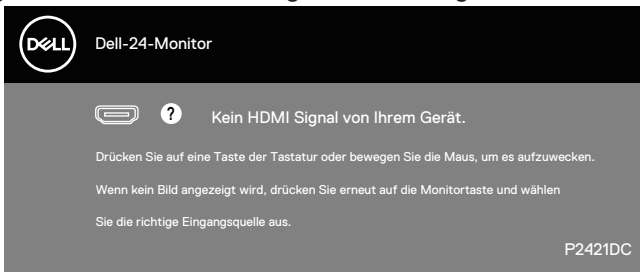 DELL
Dell-24-Monitor
? Kein HDMI Signal von Ihrem Gerät.
Drücken Sie auf eine Taste der Tastatur oder bewegen Sie die Maus, um es aufzuwecken.
Wenn kein Bild angezeigt wird, drücken Sie erneut auf die Monitortaste und wählen
Sie die richtige Eingangsquelle aus.
P2421DC